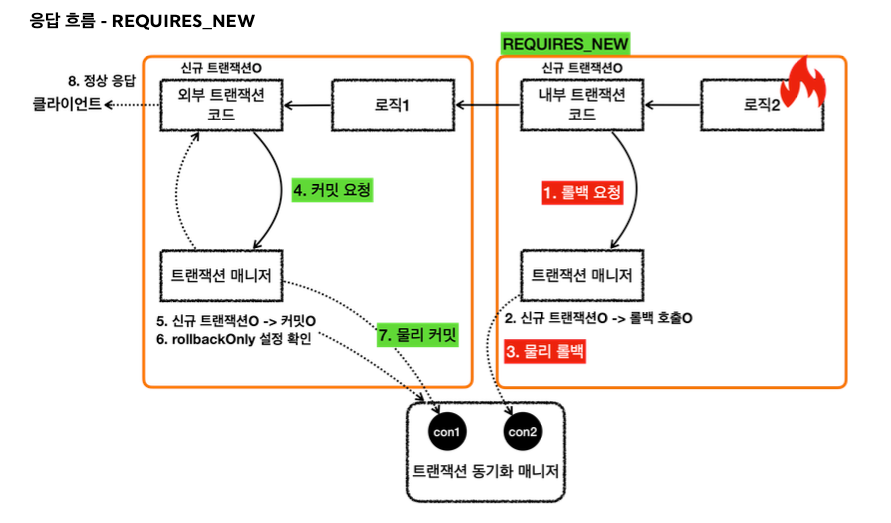 응답 흐름 - REQUIRES_NEW
REQUIRES_NEW
신규 트랜잭션O
신규 트랜잭션O
8. 정상 응답
클라이언트
외부 트랜잭션
코드
로직1
내부 트랜잭션
코드
로직2
4. 커밋 요청
1. 롤백 요청
트랜잭션 매니저
트랜잭션 매니저
5. 신규 트랜잭션O -> 커밋O
6. rollbackOnly 설정 확인
7. 물리 커밋
2. 신규 트랜잭션O -> 롤백 호출O
3. 물리 롤백
con1
con2
트랜잭션 동기화 매니저